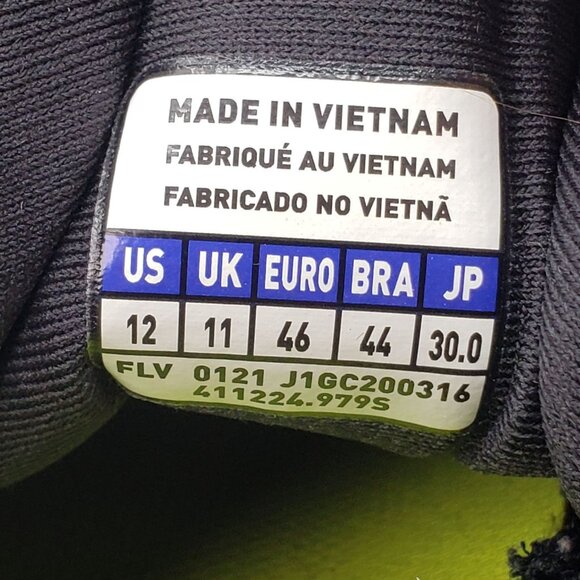 MADE IN VIETNAM
FABRIQUÉ AU VIETNAM
FABRICADO NO VIETNÃ
US UK EURO BRA JP
12 11 46 44 30.0
FLV 0121 J1GC200316
411224.979S